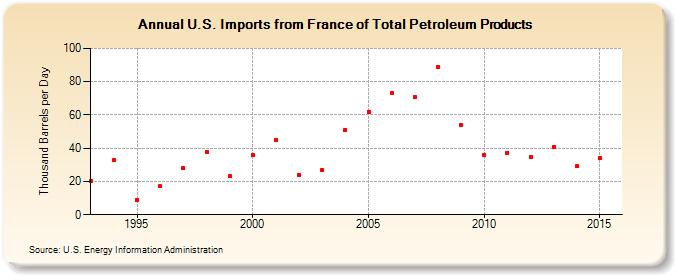 Annual U.S. Imports from France of Total Petroleum Products
Thousand Barrels per Day
100
80
60
40
20
0
1995 2000 2005 2010 2015
Source: U.S. Energy Information Administration